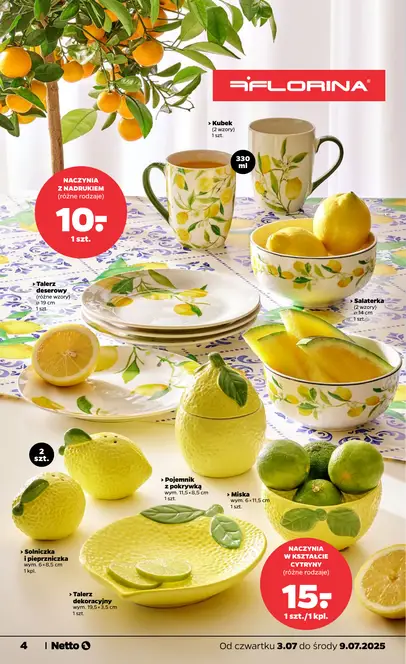 FLORINA®
› Kubek
(2 wzory)
1 szt.
330
ml
NACZYNIA
Z NADRUKIEM
(różne rodzaje)
10.-
1 szt.
› Talerz
deserowy
(różne wzory)
ø 19 cm
1 szt.
› Salaterka
(2 wzory)
ø 14 cm
1 szt.
2
szt.
› Pojemnik
z pokrywką
wym. 11,5 × 8,5 cm
1 szt.
› Miska
wym. 6 × 11,5 cm
1 szt.
› Solniczka
i pieprzniczka
wym. 6 × 8,5 cm
1 kpl.
› Talerz
dekoracyjny
wym. 19,5 × 3,5 cm
1 szt.
NACZYNIA
W KSZTAŁCIE
CYTRYNY
(różne rodzaje)
15.-
1 szt./1 kpl.
4 Netto
Od czwartku 3.07 do środy 9.07.2025